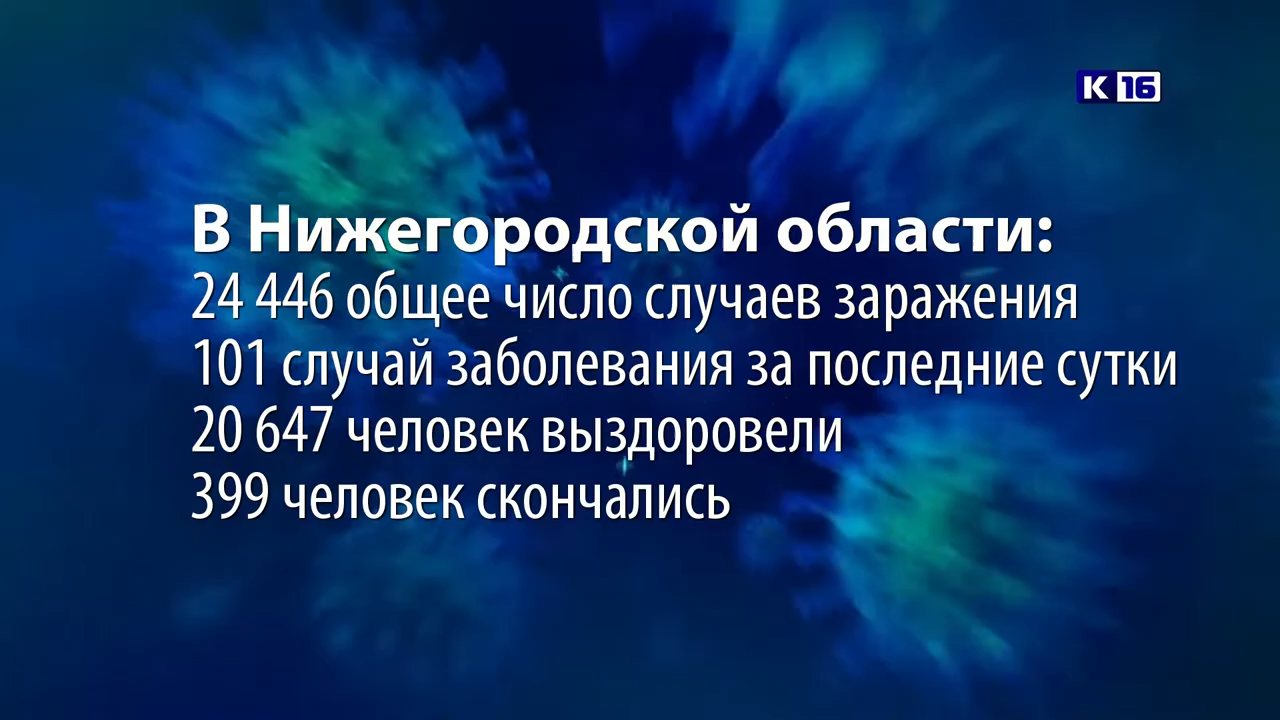 К 16
В Нижегородской области:
24 446 общее число случаев заражения
101 случай заболевания за последние сутки
20 647 человек выздоровели
399 человек скончались